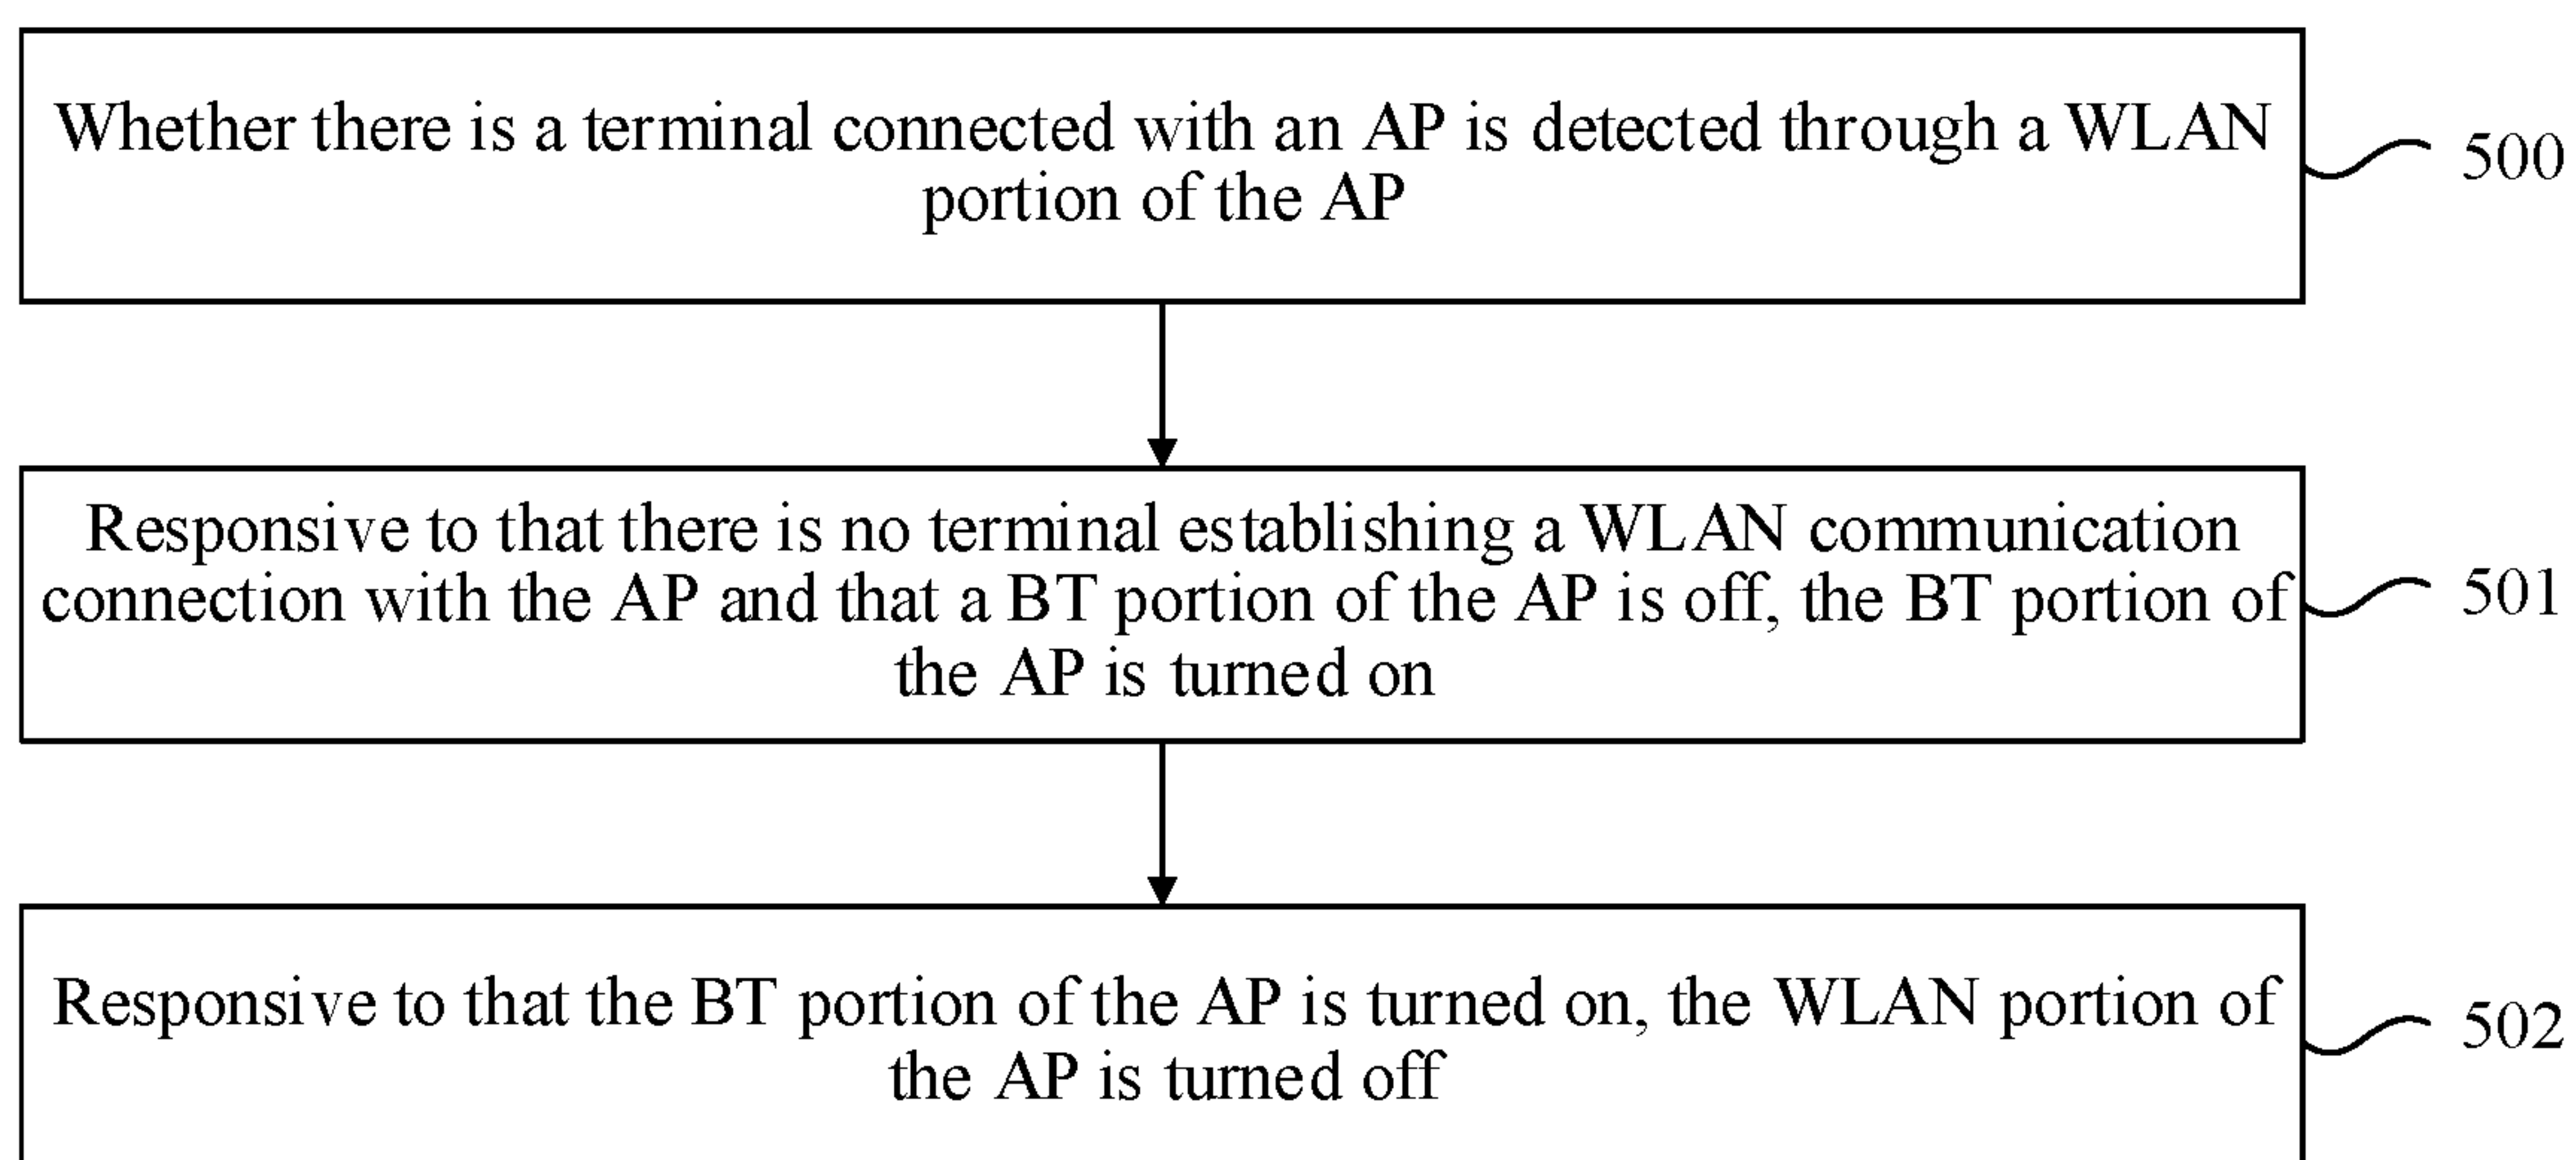 Whether there is a terminal connected with an AP is detected through a WLAN
portion of the AP
500
Responsive to that there is no terminal establishing a WLAN communication
connection with the AP and that a BT portion of the AP is off, the BT portion of
the AP is turned on
501
Responsive to that the BT portion of the AP is turned on, the WLAN portion of
the AP is turned off
502